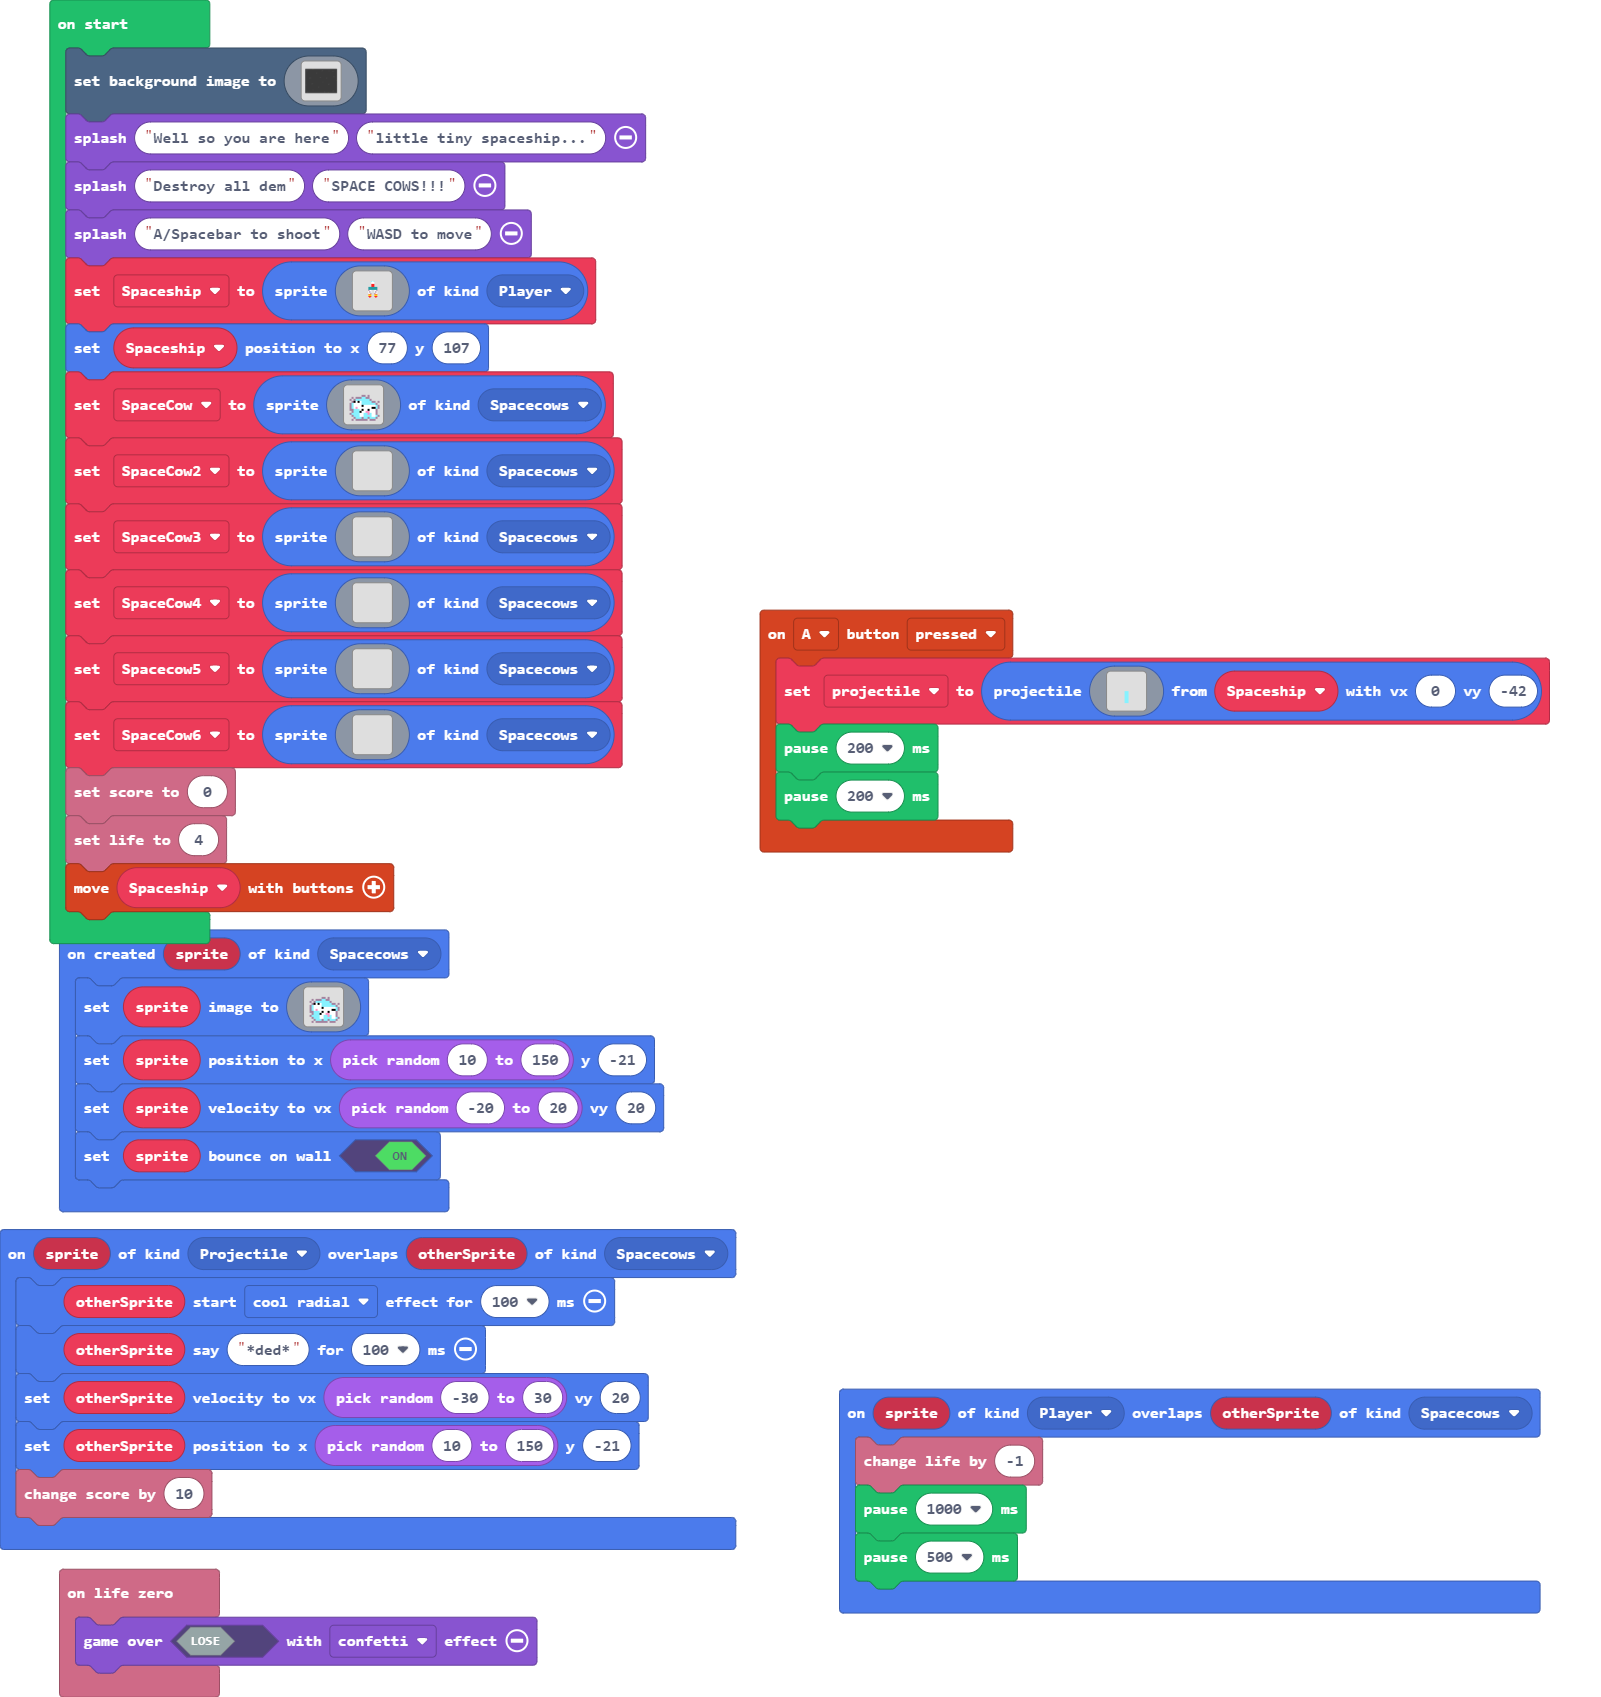 on start
set background image to
splash "Well so you are here" "little tiny spaceship..."
splash "Destroy all dem" "SPACE COWS!!!"
splash "A/Spacebar to shoot" "WASD to move"
set Spaceship to sprite of kind Player
set Spaceship position to x 77 y 107
set SpaceCow to sprite of kind Spacecows
set SpaceCow2 to sprite of kind Spacecows
set SpaceCow3 to sprite of kind Spacecows
set SpaceCow4 to sprite of kind Spacecows
set Spacecow5 to sprite of kind Spacecows
set SpaceCow6 to sprite of kind Spacecows
set score to 0
set life to 4
move Spaceship with buttons
on A button pressed
set projectile to projectile from Spaceship with vx 0 vy -42
pause 200 ms
pause 200 ms
on created sprite of kind Spacecows
set sprite image to
set sprite position to x pick random 10 to 150 y -21
set sprite velocity to vx pick random -20 to 20 vy 20
set sprite bounce on wall ON
on sprite of kind Projectile overlaps otherSprite of kind Spacecows
otherSprite start cool radial effect for 100 ms
otherSprite say "*ded*" for 100 ms
set otherSprite velocity to vx pick random -30 to 30 vy 20
set otherSprite position to x pick random 10 to 150 y -21
change score by 10
on sprite of kind Player overlaps otherSprite of kind Spacecows
change life by -1
pause 1000 ms
pause 500 ms
on life zero
game over LOSE with confetti effect